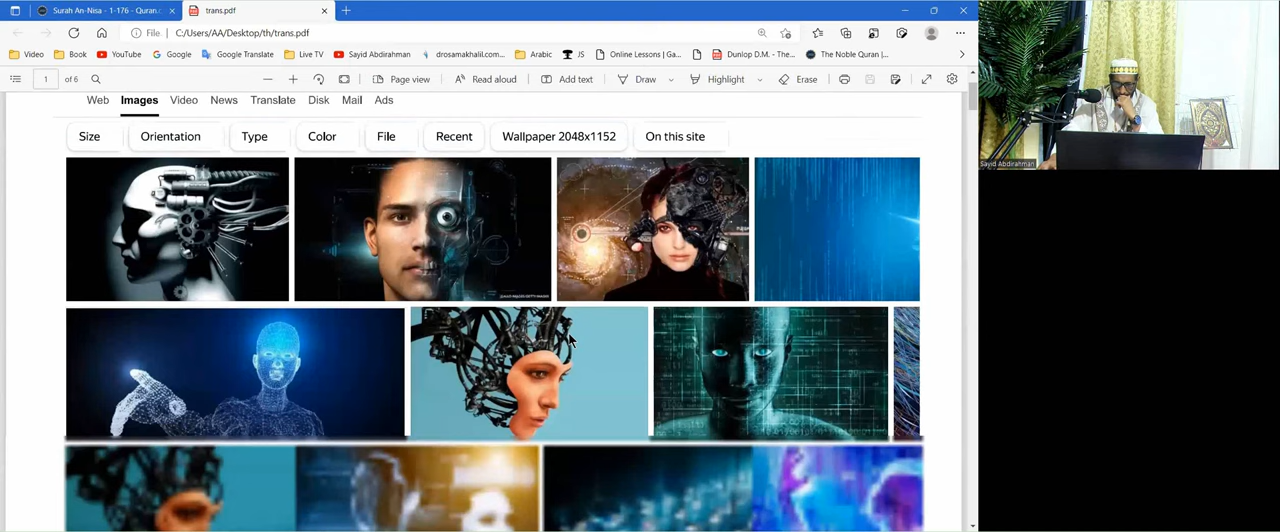 Surah An-Nisa - 1-176 - Quran.c
trans.pdf
File
C:/Users/AA/Desktop/th/trans.pdf
Video
Book
YouTube
Google
Google Translate
Live TV
Sayid Abdirahman
drosamakhalil.com...
Arabic
JS
Online Lessons | Ga...
Dunlop D.M. - The...
The Noble Quran |...
1 of 6
Page view
Read aloud
Add text
Draw
Highlight
Erase
Web
Images
Video
News
Translate
Disk
Mail
Ads
Size
Orientation
Type
Color
File
Recent
Wallpaper 2048x1152
On this site
Sayid Abdirahman